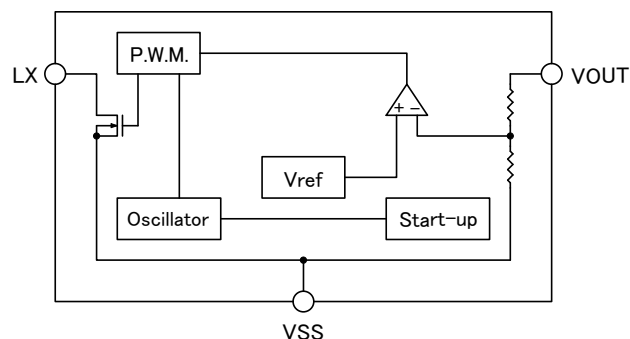 P.W.M.
LX
VOUT
+ −
Vref
Oscillator
Start-up
VSS